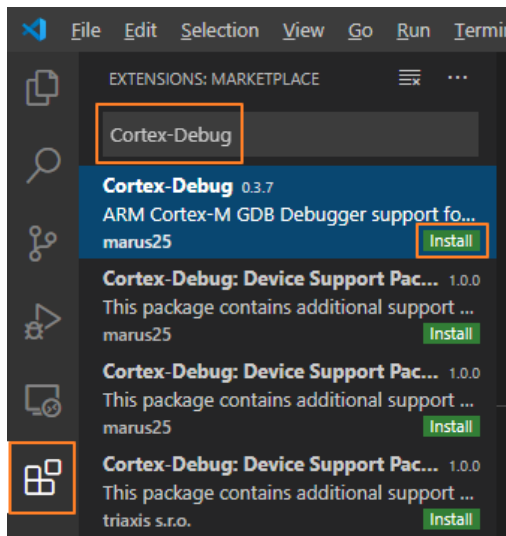 File Edit Selection View Go Run Termi
EXTENSIONS: MARKETPLACE
Cortex-Debug
Cortex-Debug 0.3.7
ARM Cortex-M GDB Debugger support fo...
marus25 Install
Cortex-Debug: Device Support Pac... 1.0.0
This package contains additional support ...
marus25 Install
Cortex-Debug: Device Support Pac... 1.0.0
This package contains additional support ...
marus25 Install
Cortex-Debug: Device Support Pac... 1.0.0
This package contains additional support ...
triaxis s.r.o. Install